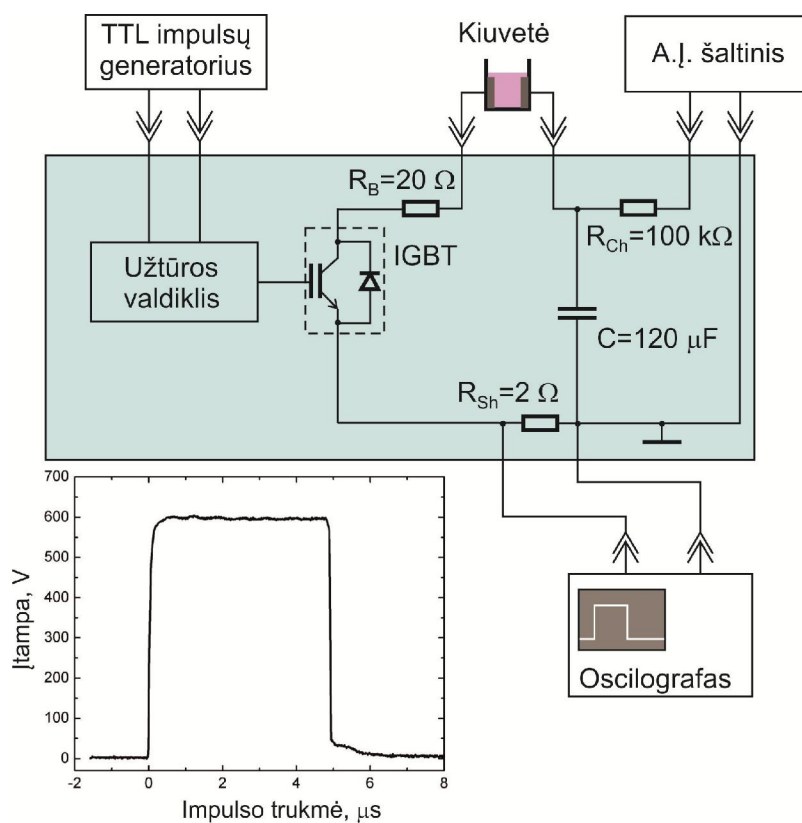 TTL impulsų
generatorius
Kiuvetė
A.Į. šaltinis
R_B=20 Ω
R_Ch=100 kΩ
IGBT
Užtūros
valdiklis
C=120 μF
R_Sh=2 Ω
700
600
500
400
300
200
100
0
Įtampa, V
-2 0 2 4 6 8
Impulso trukmė, μs
Oscilografas